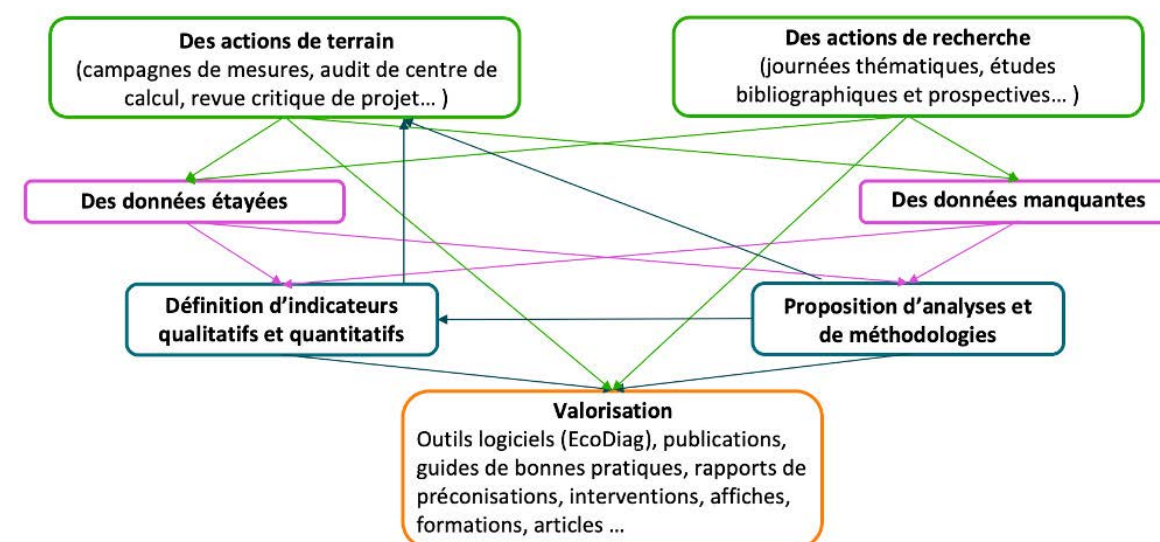 Des actions de terrain
(campagnes de mesures, audit de centre de
calcul, revue critique de projet… )
Des actions de recherche
(journées thématiques, études
bibliographiques et prospectives… )
Des données étayées
Des données manquantes
Définition d’indicateurs
qualitatifs et quantitatifs
Proposition d’analyses et
de méthodologies
Valorisation
Outils logiciels (EcoDiag), publications,
guides de bonnes pratiques, rapports de
préconisations, interventions, affiches,
formations, articles …